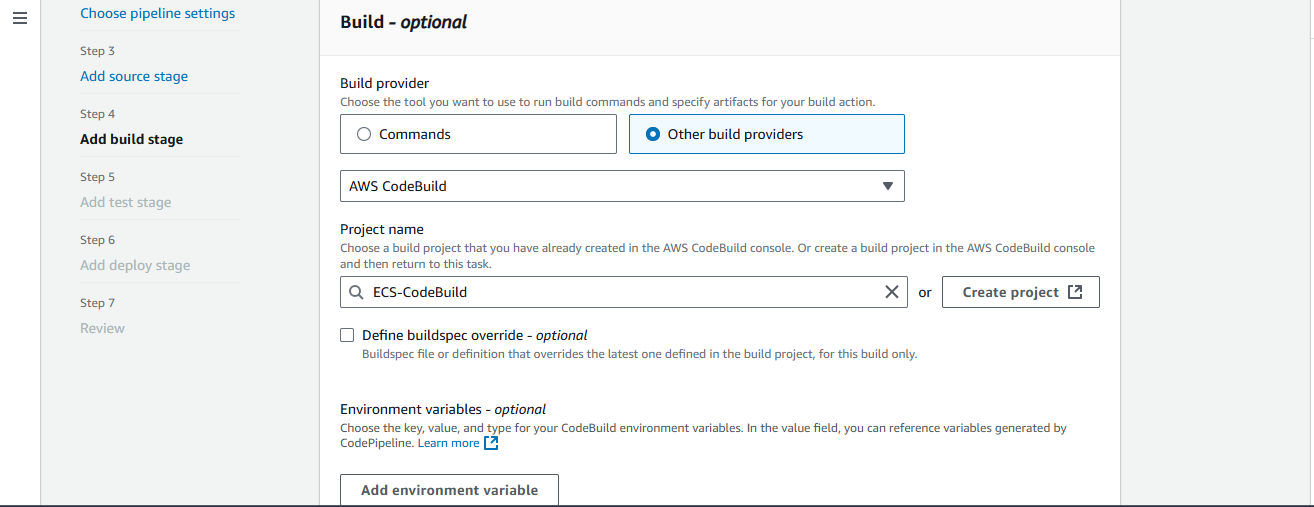 Choose pipeline settings
Step 3
Add source stage
Step 4
Add build stage
Step 5
Add test stage
Step 6
Add deploy stage
Step 7
Review
Build - optional
Build provider
Choose the tool you want to use to run build commands and specify artifacts for your build action.
Commands
Other build providers
AWS CodeBuild
Project name
Choose a build project that you have already created in the AWS CodeBuild console. Or create a build project in the AWS CodeBuild console
and then return to this task.
ECS-CodeBuild
or
Create project
Define buildspec override - optional
Buildspec file or definition that overrides the latest one defined in the build project, for this build only.
Environment variables - optional
Choose the key, value, and type for your CodeBuild environment variables. In the value field, you can reference variables generated by
CodePipeline. Learn more
Add environment variable